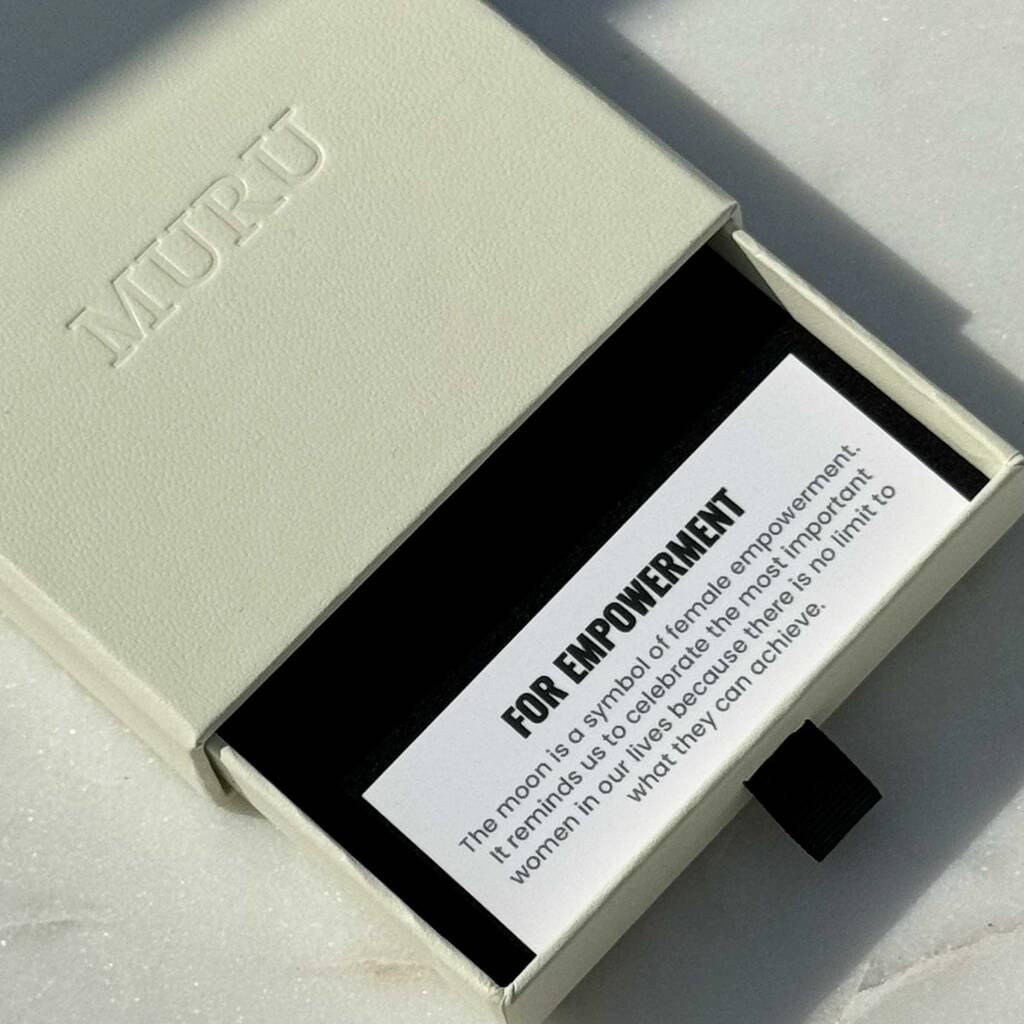 MURU
FOR EMPOWERMENT
The moon is a symbol of female empowerment.
It reminds us to celebrate the most important
women in our lives because there is no limit to
what they can achieve.